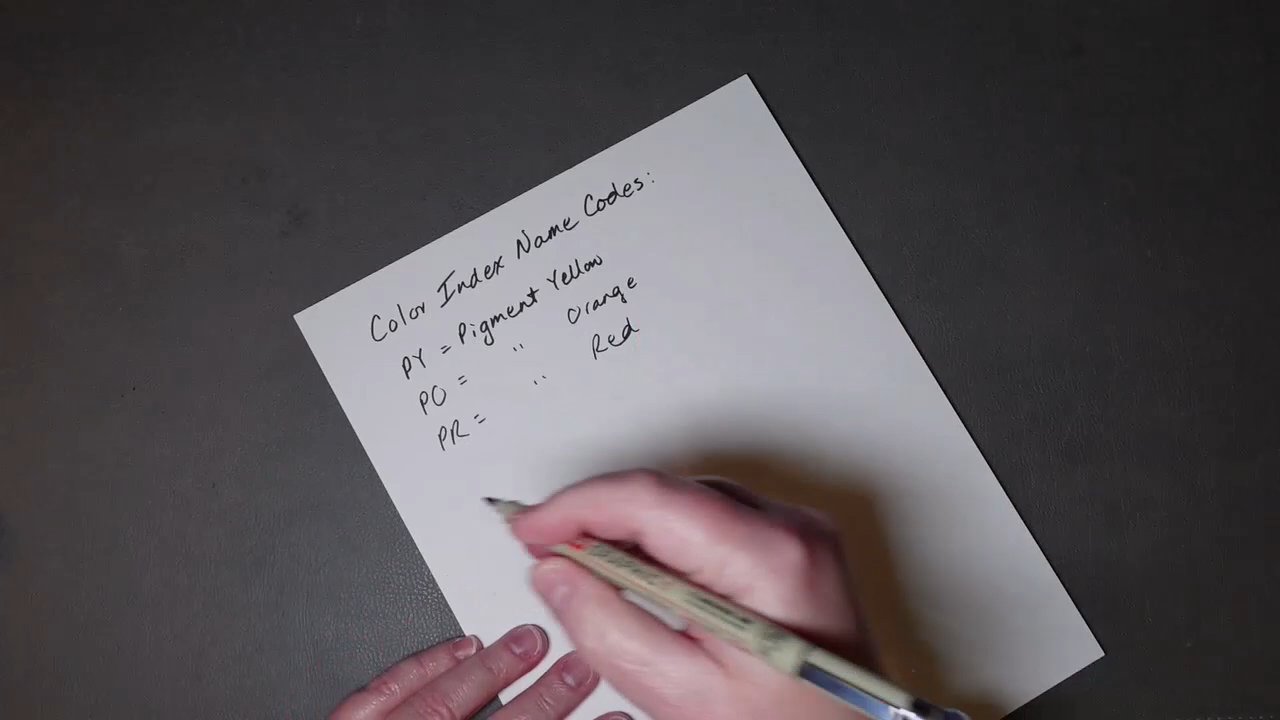 Color Index Name Codes:
PY = Pigment Yellow
PO = " Orange
PR = " Red